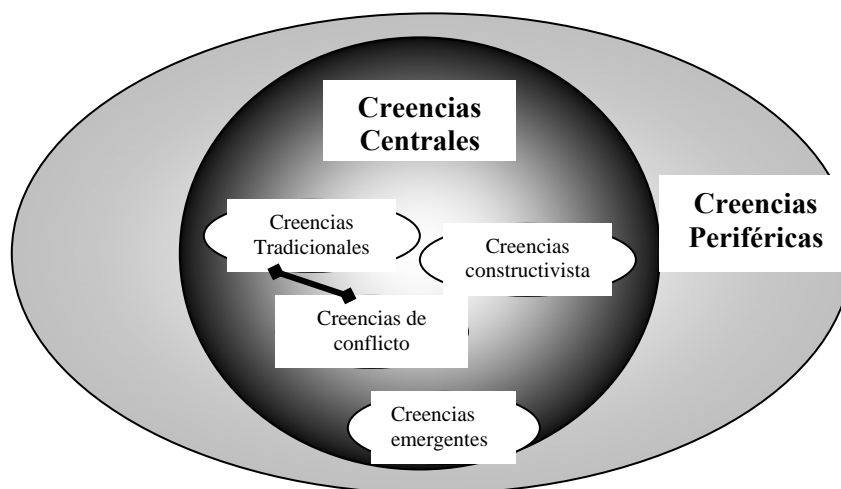 Creencias
Centrales
Creencias
Periféricas
Creencias
Tradicionales
Creencias
constructivista
Creencias de
conflicto
Creencias
emergentes